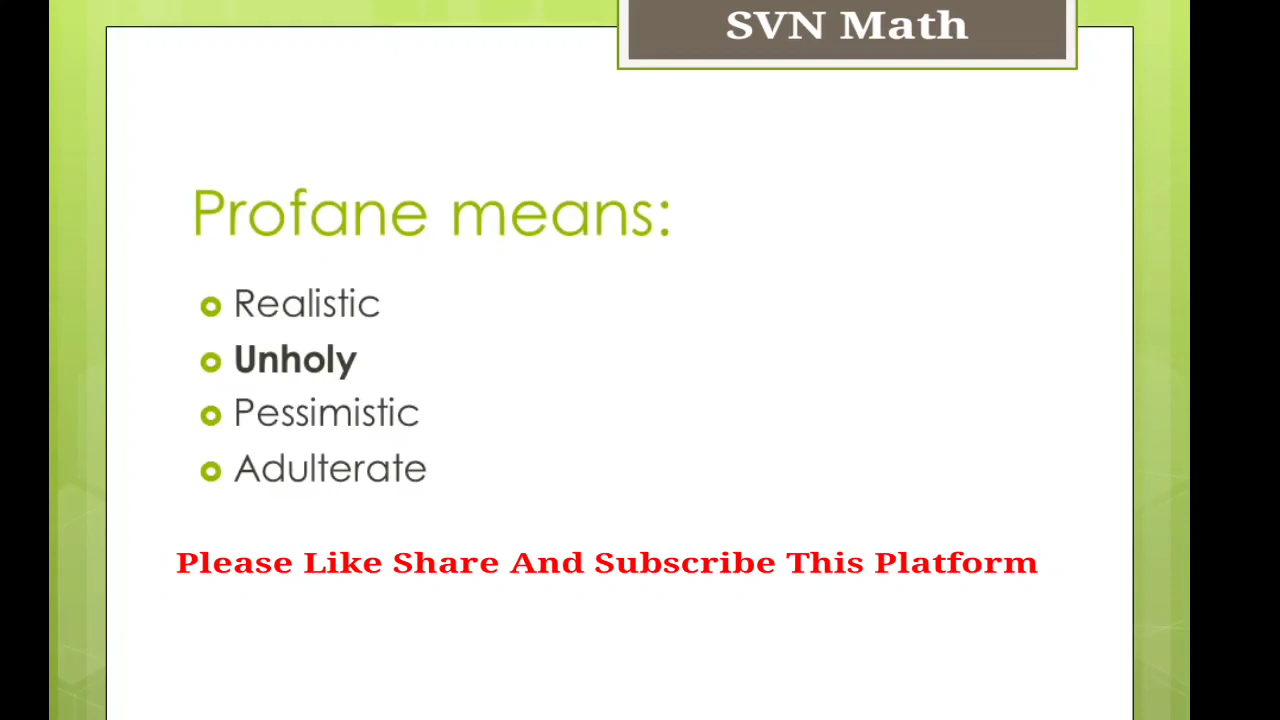 SVN Math
Profane means:
Realistic
Unholy
Pessimistic
Adulterate
Please Like Share And Subscribe This Platform